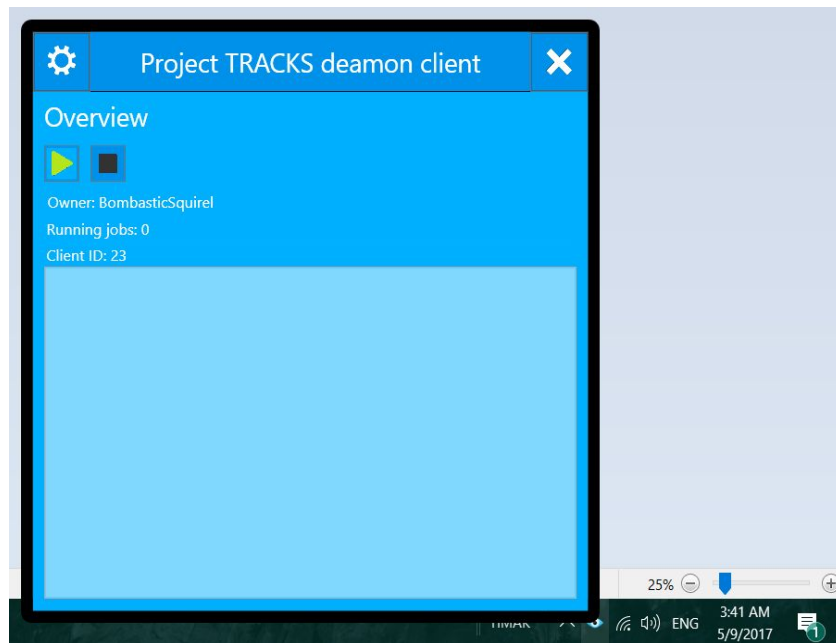 Project TRACKS deamon client
Overview
Owner: BombasticSquirel
Running jobs: 0
Client ID: 23
25%
ENG
3:41 AM
5/9/2017
1